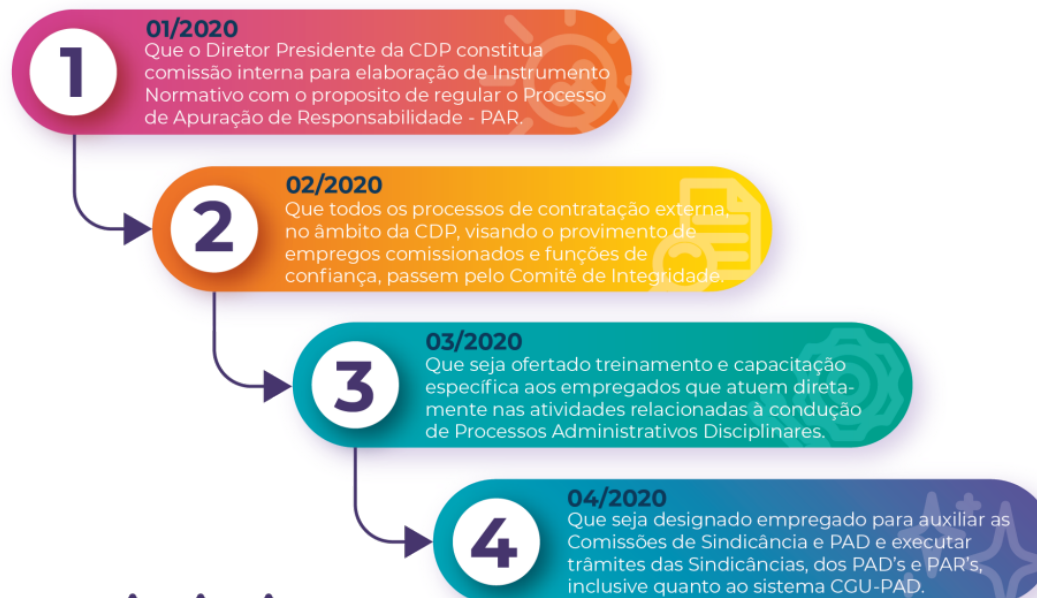 1
01/2020
Que o Diretor Presidente da CDP constitua
comissão interna para elaboração de Instrumento
Normativo com o proposito de regular o Processo
de Apuração de Responsabilidade - PAR.
2
02/2020
Que todos os processos de contratação externa,
no âmbito da CDP, visando o provimento de
empregos comissionados e funções de
confiança, passem pelo Comitê de Integridade.
3
03/2020
Que seja ofertado treinamento e capacitação
específica aos empregados que atuem direta-
mente nas atividades relacionadas à condução
de Processos Administrativos Disciplinares.
4
04/2020
Que seja designado empregado para auxiliar as
Comissões de Sindicância e PAD e executar
trâmites das Sindicâncias, dos PAD's e PAR's,
inclusive quanto ao sistema CGU-PAD.